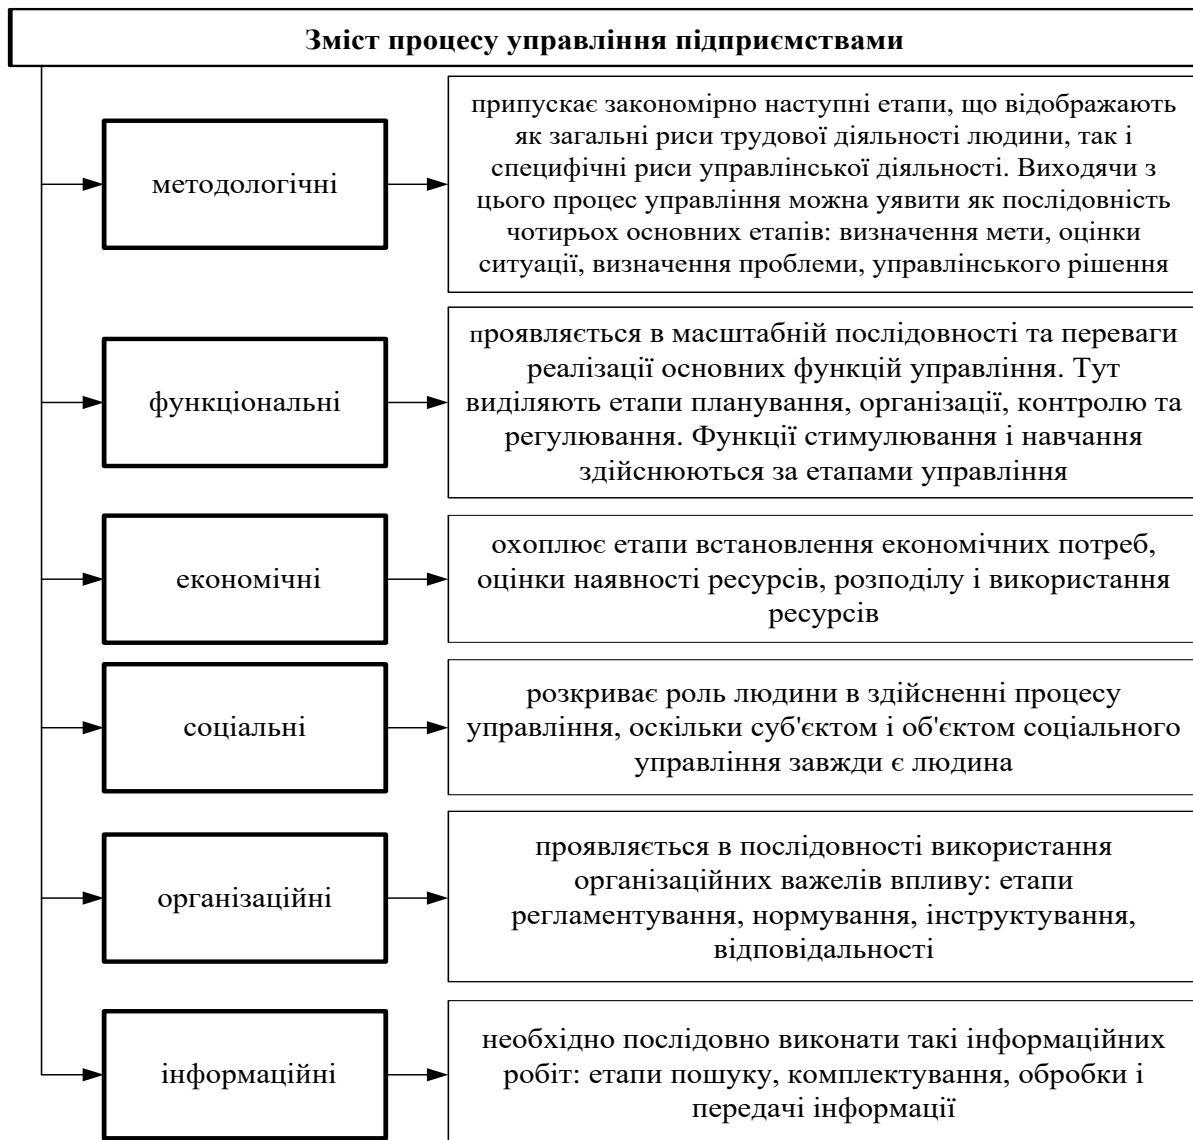 Зміст процесу управління підприємствами
методологічні
припускає закономірно наступні етапи, що відображають
як загальні риси трудової діяльності людини, так і
специфічні риси управлінської діяльності. Виходячи з
цього процес управління можна уявити як послідовність
чотирьох основних етапів: визначення мети, оцінки
ситуації, визначення проблеми, управлінського рішення
функціональні
проявляється в масштабній послідовності та переваги
реалізації основних функцій управління. Тут
виділяють етапи планування, організації, контролю та
регулювання. Функції стимулювання і навчання
здійснюються за етапами управління
економічні
охоплює етапи встановлення економічних потреб,
оцінки наявності ресурсів, розподілу і використання
ресурсів
соціальні
розкриває роль людини в здійсненні процесу
управління, оскільки суб'єктом і об'єктом соціального
управління завжди є людина
організаційні
проявляється в послідовності використання
організаційних важелів впливу: етапи
регламентування, нормування, інструктування,
відповідальності
інформаційні
необхідно послідовно виконати такі інформаційних
робіт: етапи пошуку, комплектування, обробки і
передачі інформації